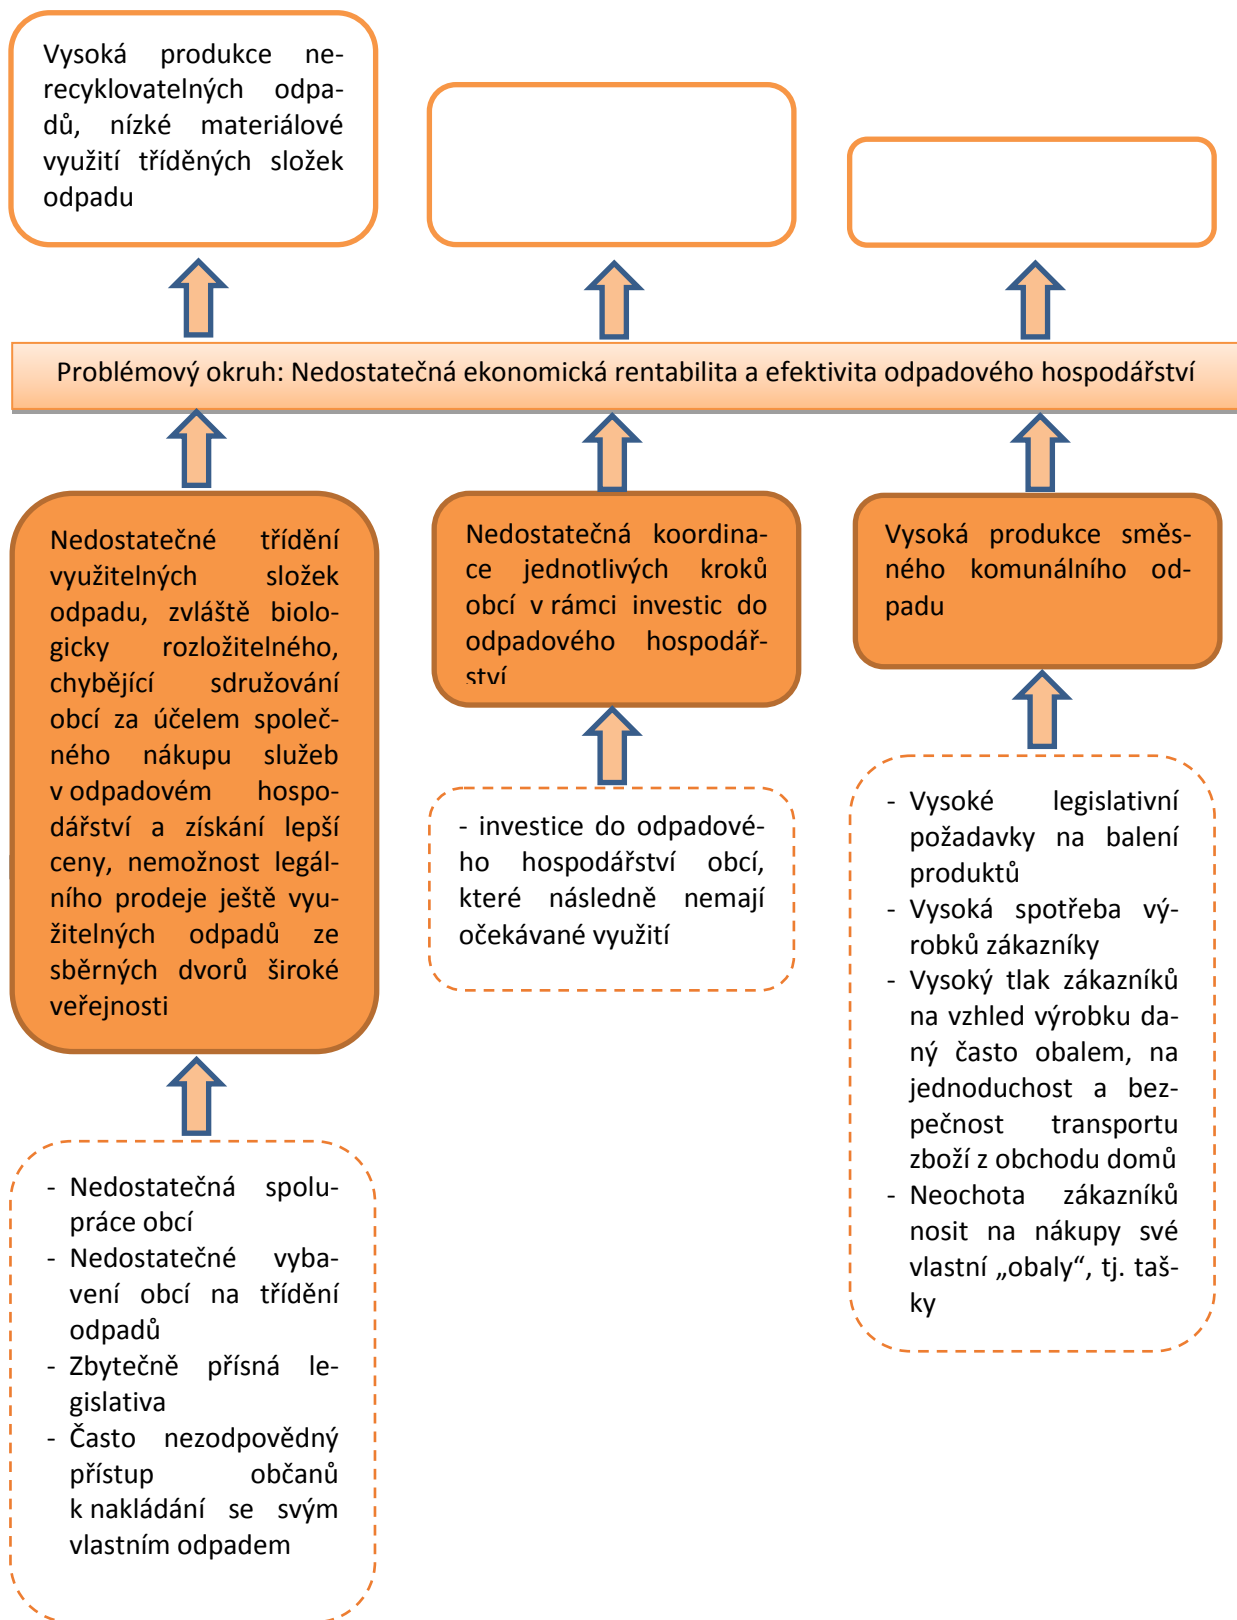 Vysoká produkce ne-
recyklovatelných odpa-
dů, nízké materiálové
využití tříděných složek
odpadu
Problémový okruh: Nedostatečná ekonomická rentabilita a efektivita odpadového hospodářství
Nedostatečné třídění
využitelných složek
odpadu, zvláště biolo-
gicky rozložitelného,
chybějící sdružování
obcí za účelem společ-
ného nákupu služeb
v odpadovém hospo-
dářství a získání lepší
ceny, nemožnost legál-
ního prodeje ještě vyu-
žitelných odpadů ze
sběrných dvorů široké
veřejnosti
Nedostatečná koordina-
ce jednotlivých kroků
obcí v rámci investic do
odpadového hospodář-
ství
Vysoká produkce směs-
ného komunálního od-
padu
- investice do odpadové-
ho hospodářství obcí,
které následně nemají
očekávané využití
- Vysoké legislativní
požadavky na balení
produktů
- Vysoká spotřeba vý-
robků zákazníky
- Vysoký tlak zákazníků
na vzhled výrobku da-
ný často obalem, na
jednoduchost a bez-
pečnost transportu
zboží z obchodu domů
- Neochota zákazníků
nosit na nákupy své
vlastní „obaly“, tj. taš-
ky
- Nedostatečná spolu-
práce obcí
- Nedostatečné vyba-
vení obcí na třídění
odpadů
- Zbytečně přísná le-
gislativa
- Často nezodpovědný
přístup občanů
k nakládání se svým
vlastním odpadem